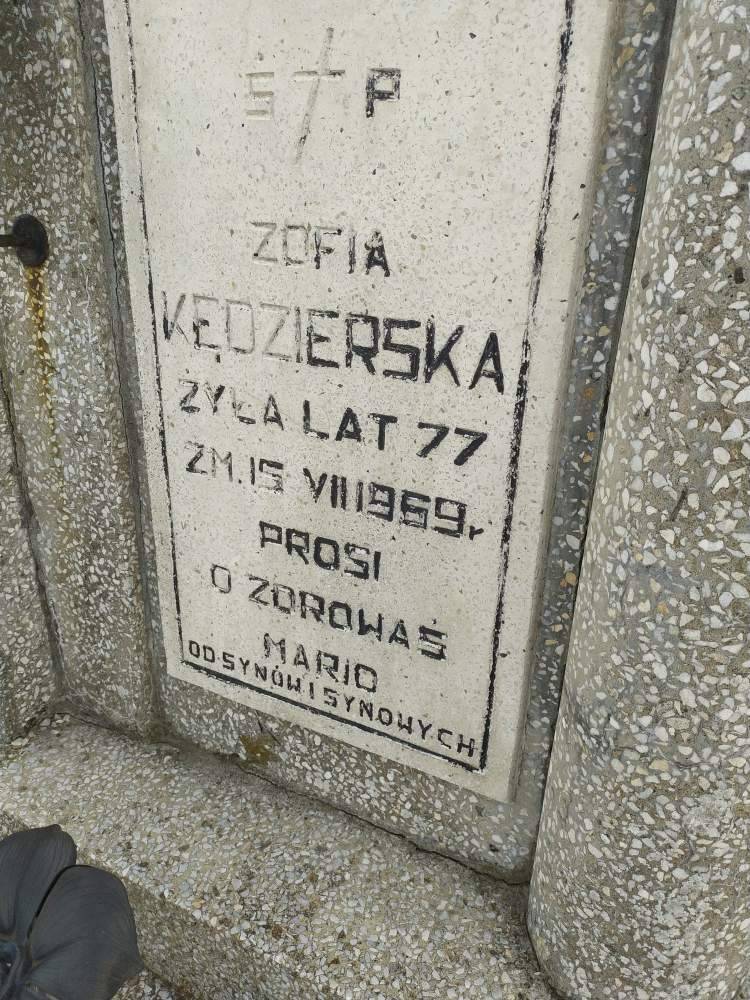 S † P
ZOFIA
KĘDZIERSKA
ŻYŁA LAT 77
ZM. 15 VIII 1969 r
PROSI
O ZDROWAŚ
MARIO
OD SYNÓW I SYNOWYCH